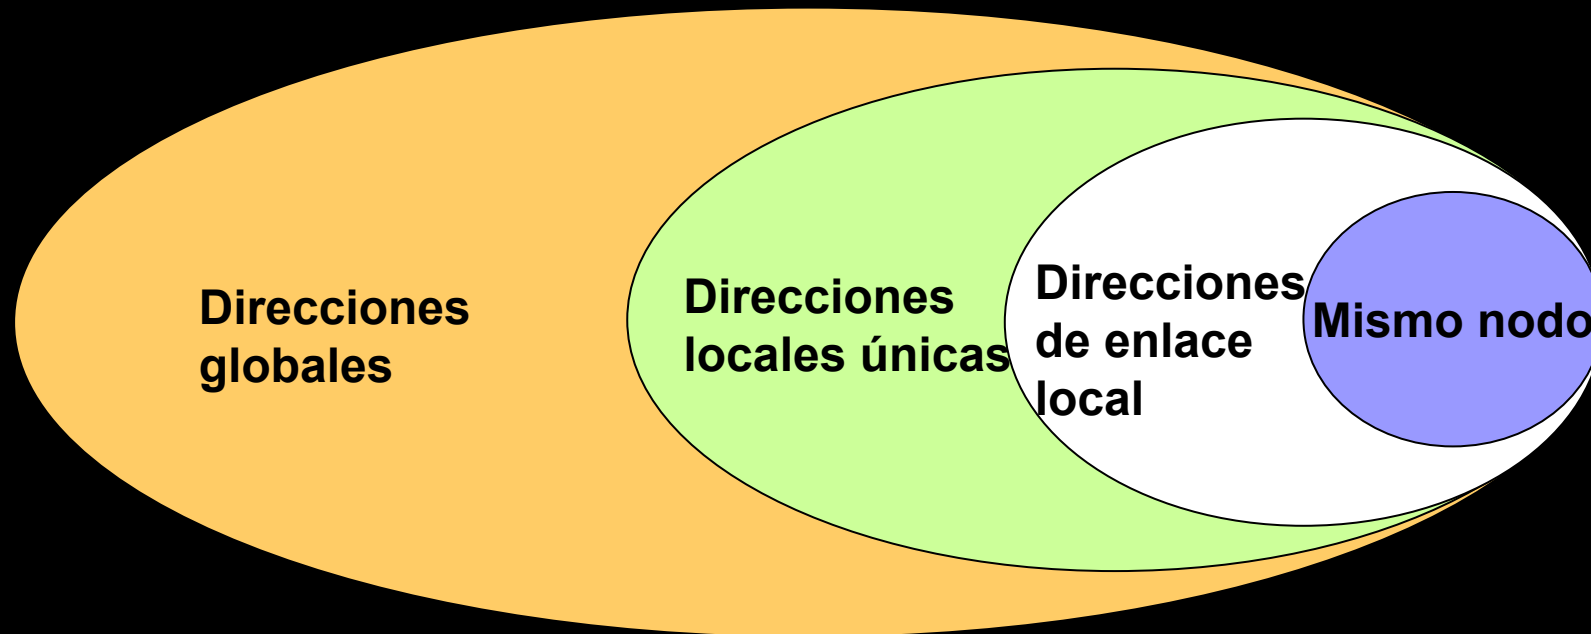 Direcciones
globales
Direcciones
locales únicas
Direcciones
de enlace
local
Mismo nodo